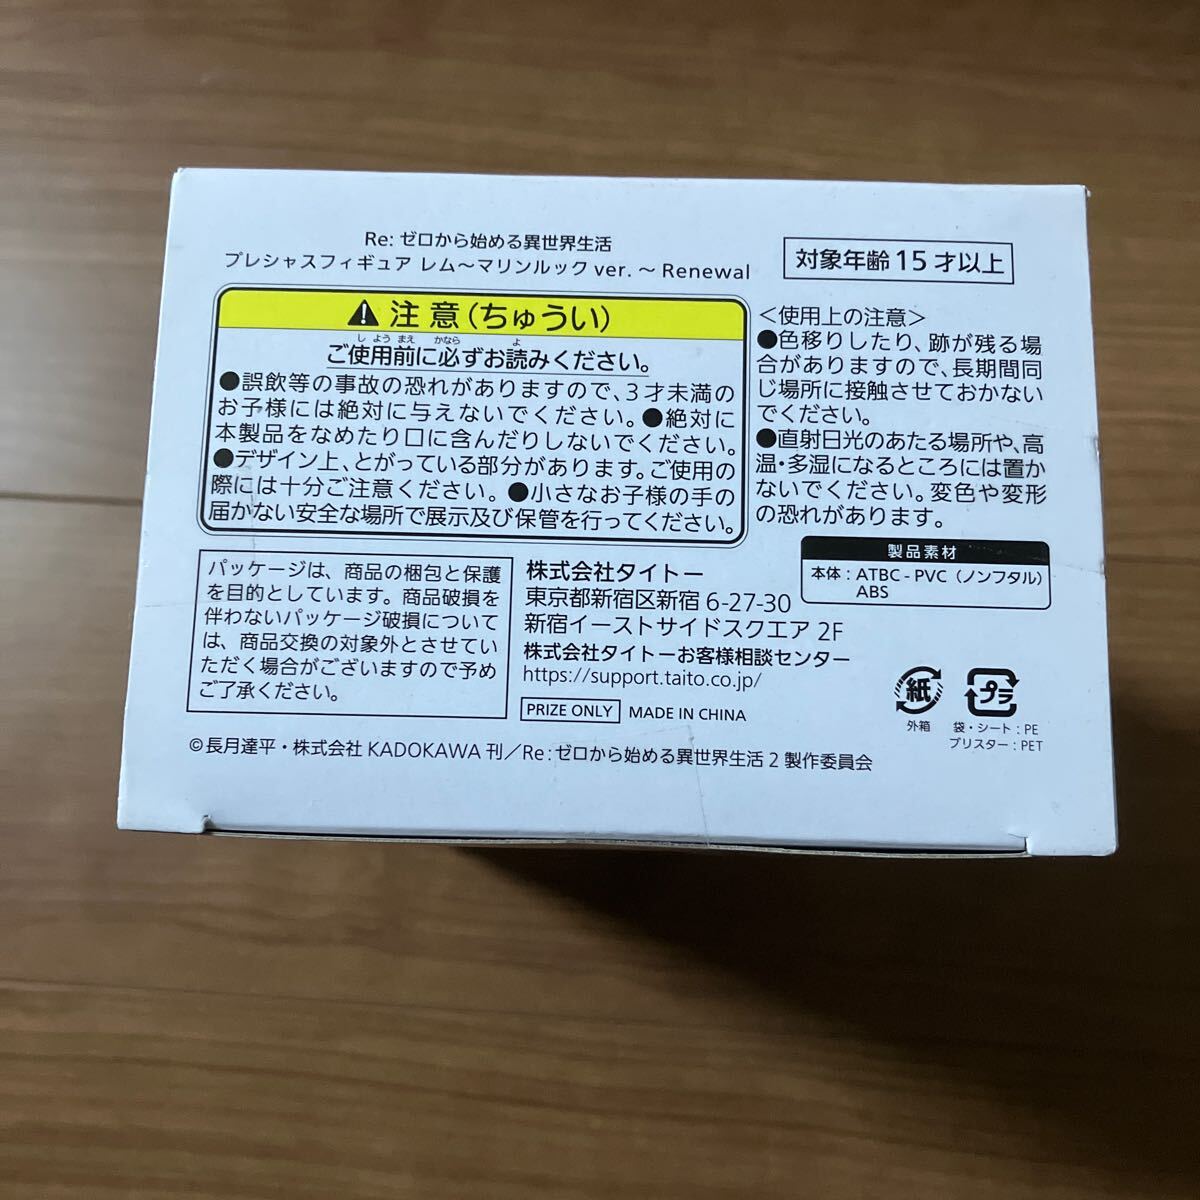 Re: ゼロから始める異世界生活
プレシャスフィギュア レム～マリンルック ver. ～ Renewal
対象年齢 15 才以上
注 意 (ちゅうい)
し よう まえ かなら よ
ご使用前に必ずお読みください。
●誤飲等の事故の恐れがありますので、3才未満の
お子様には絶対に与えないでください。●絶対に
本製品をなめたり口に含んだりしないでください。
●デザイン上、とがっている部分があります。ご使用の
際には十分ご注意ください。●小さなお子様の手の
届かない安全な場所で展示及び保管を行ってください。
＜使用上の注意＞
●色移りしたり、跡が残る場
合がありますので、長期間同
じ場所に接触させておかない
でください。
●直射日光のあたる場所や、高
温・多湿になるところには置か
ないでください。変色や変形
の恐れがあります。
製品素材
本体 : ATBC - PVC（ノンフタル）
ABS
パッケージは、商品の梱包と保護
を目的としています。商品破損を
伴わないパッケージ破損について
は、商品交換の対象外とさせてい
ただく場合がございますので予め
ご了承ください。
株式会社タイトー
東京都新宿区新宿 6-27-30
新宿イーストサイドスクエア 2F
株式会社タイトーお客様相談センター
https://support.taito.co.jp/
PRIZE ONLY MADE IN CHINA
紙
外箱
プラ
袋・シート : PE
ブリスター : PET
©長月達平・株式会社 KADOKAWA 刊／Re : ゼロから始める異世界生活 2 製作委員会